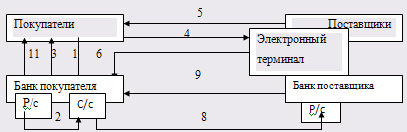 5
Покупатели
Поставщики
4
Электронный
терминал
11 3 1 6
9
Банк покупателя
Банк поставщика
Р/с
С/с
Р/с
2
8